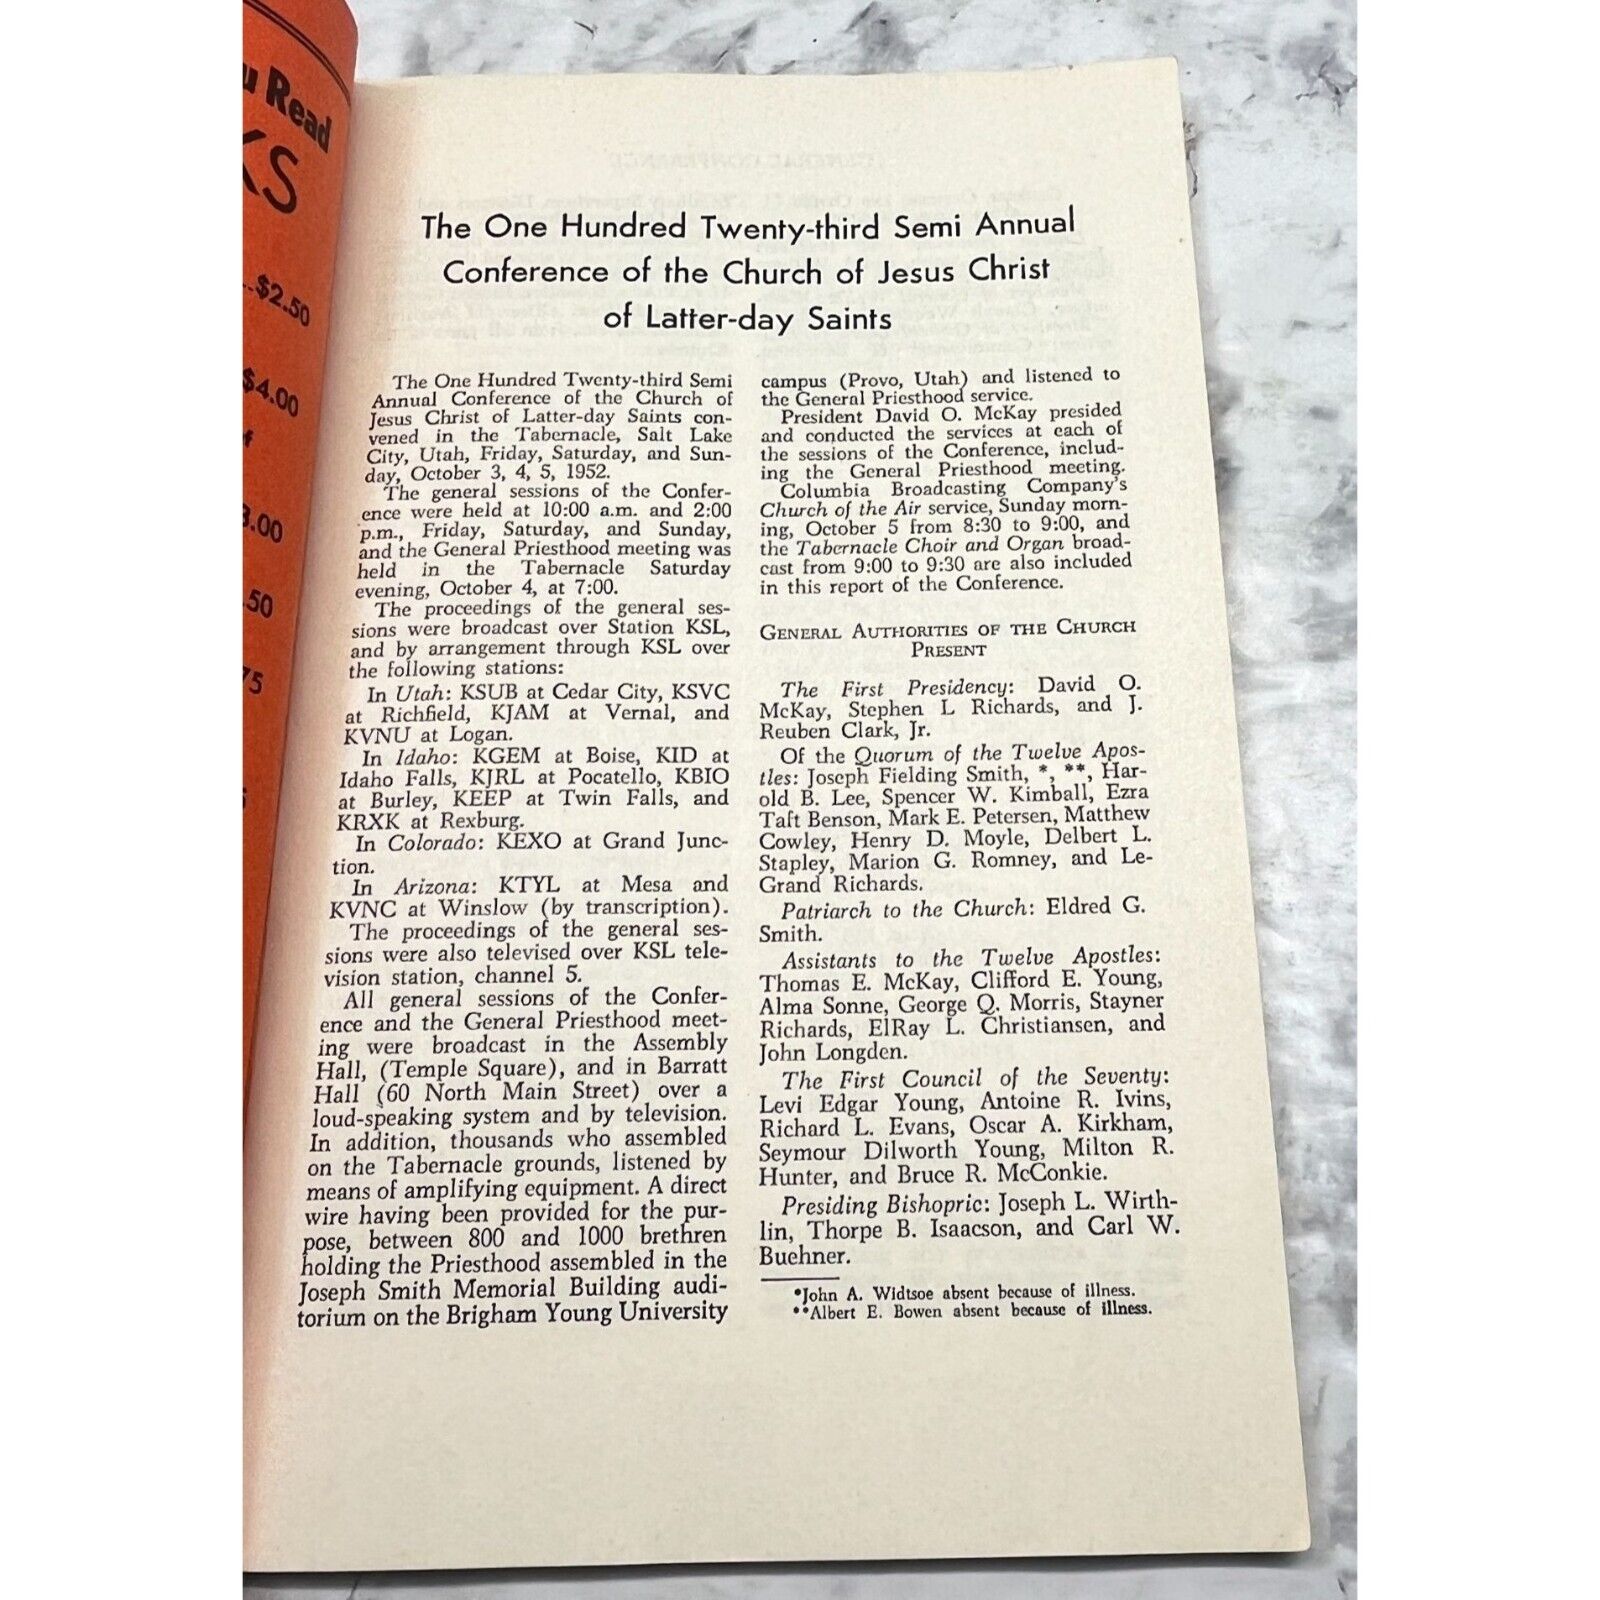 u Read
KS
..$2.50
$4.00
f
3.00
.50
75
The One Hundred Twenty-third Semi Annual
Conference of the Church of Jesus Christ
of Latter-day Saints
The One Hundred Twenty-third Semi
Annual Conference of the Church of
Jesus Christ of Latter-day Saints con-
vened in the Tabernacle, Salt Lake
City, Utah, Friday, Saturday, and Sun-
day, October 3, 4, 5, 1952.
The general sessions of the Confer-
ence were held at 10:00 a.m. and 2:00
p.m., Friday, Saturday, and Sunday,
and the General Priesthood meeting was
held in the Tabernacle Saturday
evening, October 4, at 7:00.
The proceedings of the general ses-
sions were broadcast over Station KSL,
and by arrangement through KSL over
the following stations:
In Utah: KSUB at Cedar City, KSVC
at Richfield, KJAM at Vernal, and
KVNU at Logan.
In Idaho: KGEM at Boise, KID at
Idaho Falls, KJRL at Pocatello, KBIO
at Burley, KEEP at Twin Falls, and
KRXK at Rexburg.
In Colorado: KEXO at Grand Junc-
tion.
In Arizona: KTYL at Mesa and
KVNC at Winslow (by transcription).
The proceedings of the general ses-
sions were also televised over KSL tele-
vision station, channel 5.
All general sessions of the Confer-
ence and the General Priesthood meet-
ing were broadcast in the Assembly
Hall, (Temple Square), and in Barratt
Hall (60 North Main Street) over a
loud-speaking system and by television.
In addition, thousands who assembled
on the Tabernacle grounds, listened by
means of amplifying equipment. A direct
wire having been provided for the pur-
pose, between 800 and 1000 brethren
holding the Priesthood assembled in the
Joseph Smith Memorial Building audi-
torium on the Brigham Young University
campus (Provo, Utah) and listened to
the General Priesthood service.
President David O. McKay presided
and conducted the services at each of
the sessions of the Conference, includ-
ing the General Priesthood meeting.
Columbia Broadcasting Company's
Church of the Air service, Sunday morn-
ing, October 5 from 8:30 to 9:00, and
the Tabernacle Choir and Organ broad-
cast from 9:00 to 9:30 are also included
in this report of the Conference.
GENERAL AUTHORITIES OF THE CHURCH
PRESENT
The First Presidency: David O.
McKay, Stephen L Richards, and J.
Reuben Clark, Jr.
Of the Quorum of the Twelve Apos-
tles: Joseph Fielding Smith, *, **, Har-
old B. Lee, Spencer W. Kimball, Ezra
Taft Benson, Mark E. Petersen, Matthew
Cowley, Henry D. Moyle, Delbert L.
Stapley, Marion G. Romney, and Le-
Grand Richards.
Patriarch to the Church: Eldred G.
Smith.
Assistants to the Twelve Apostles:
Thomas E. McKay, Clifford E. Young,
Alma Sonne, George Q. Morris, Stayner
Richards, ElRay L. Christiansen, and
John Longden.
The First Council of the Seventy:
Levi Edgar Young, Antoine R. Ivins,
Richard L. Evans, Oscar A. Kirkham,
Seymour Dilworth Young, Milton R.
Hunter, and Bruce R. McConkie.
Presiding Bishopric: Joseph L. Wirth-
lin, Thorpe B. Isaacson, and Carl W.
Buehner.
*John A. Widtsoe absent because of illness.
**Albert E. Bowen absent because of illness.